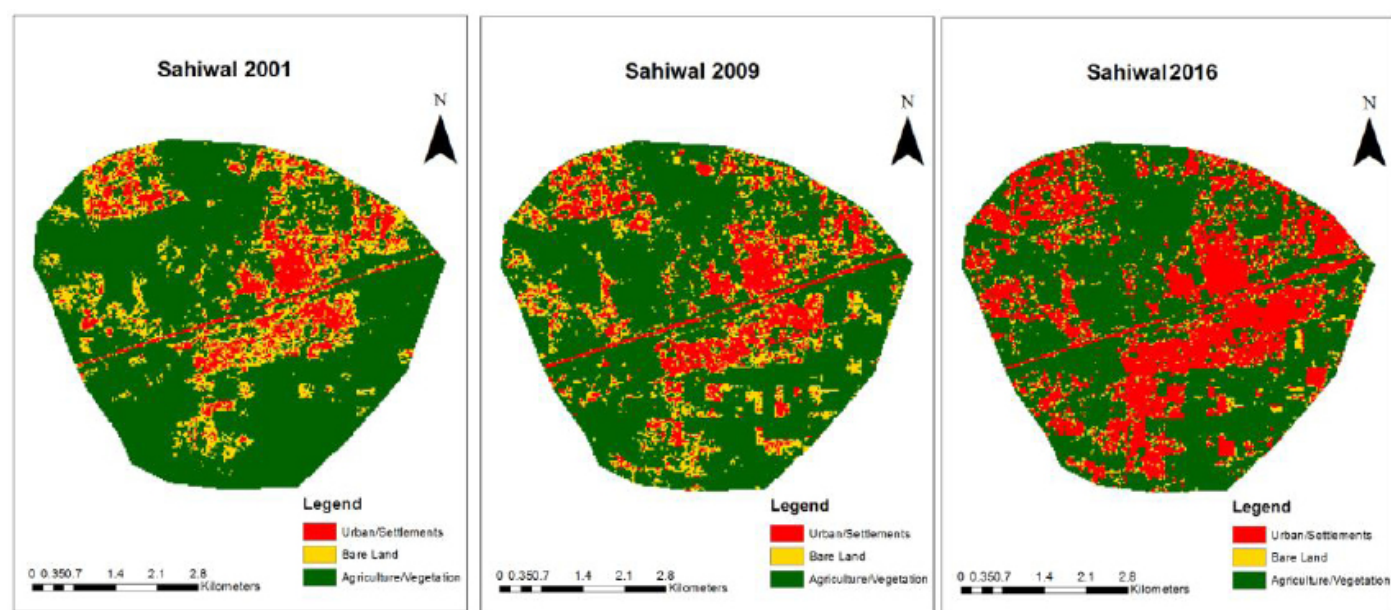 Sahiwal 2001
N
Legend
Urban/Settlements
Bare Land
Agriculture/Vegetation
0 0.350.7 1.4 2.1 2.8
Kilometers
Sahiwal 2009
N
Legend
Urban/Settlements
Bare Land
Agriculture/Vegetation
0 0.350.7 1.4 2.1 2.8
Kilometers
Sahiwal 2016
N
Legend
Urban/Settlements
Bare Land
Agriculture/Vegetation
0 0.350.7 1.4 2.1 2.8
Kilometers